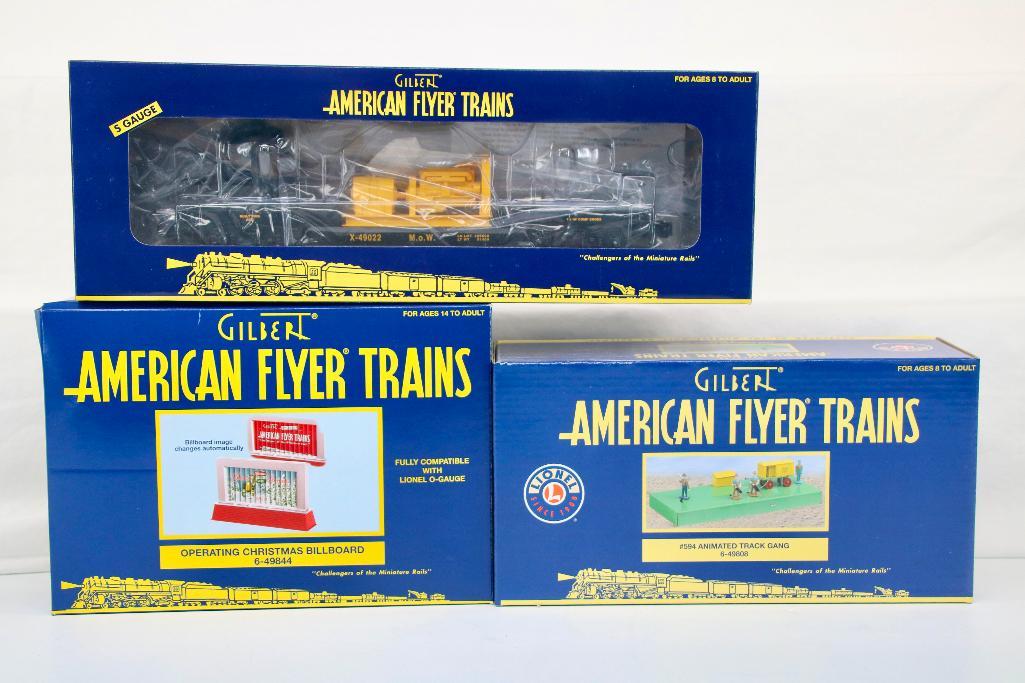 GILBERT®
FOR AGES 8 TO ADULT
AMERICAN FLYER® TRAINS
S GAUGE
X-49022 M.o.W.
"Challengers of the Miniature Rails"
GILBERT®
FOR AGES 14 TO ADULT
AMERICAN FLYER® TRAINS
Billboard image
changes automatically
GILBERT
AMERICAN FLYER TRAINS
FULLY COMPATIBLE
WITH
LIONEL O-GAUGE
OPERATING CHRISTMAS BILLBOARD
6-49844
"Challengers of the Miniature Rails"
GILBERT®
FOR AGES 8 TO ADULT
AMERICAN FLYER® TRAINS
LIONEL
L
SINCE 1900
#594 ANIMATED TRACK GANG
6-49808
"Challengers of the Miniature Rails"